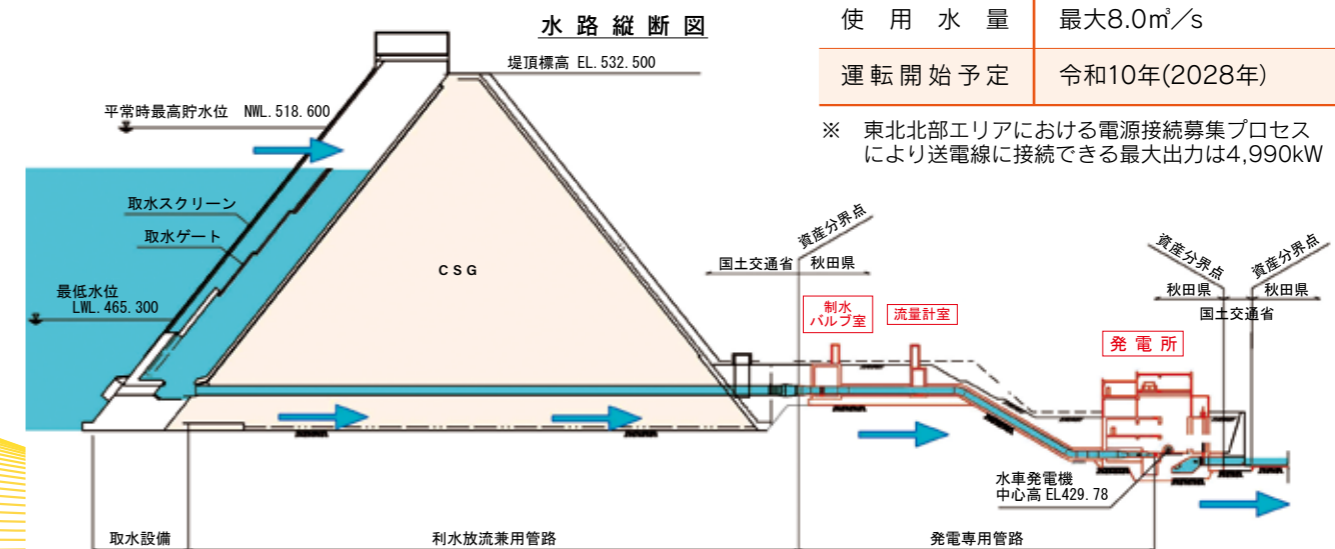 水路縦断図
使用水量 最大8.0㎥／s
運転開始予定 令和10年(2028年)
※ 東北北部エリアにおける電源接続募集プロセス
により送電線に接続できる最大出力は4,990kW
堤頂標高 EL.532.500
平常時最高貯水位 NWL.518.600
取水スクリーン
取水ゲート
最低水位
LWL.465.300
CSG
資産分界点
国土交通省 秋田県
制水
バルブ室
流量計室
発電所
資産分界点
資産分界点
秋田県 秋田県
国土交通省
水車発電機
中心高 EL429.78
取水設備 利水放流兼用管路 発電専用管路